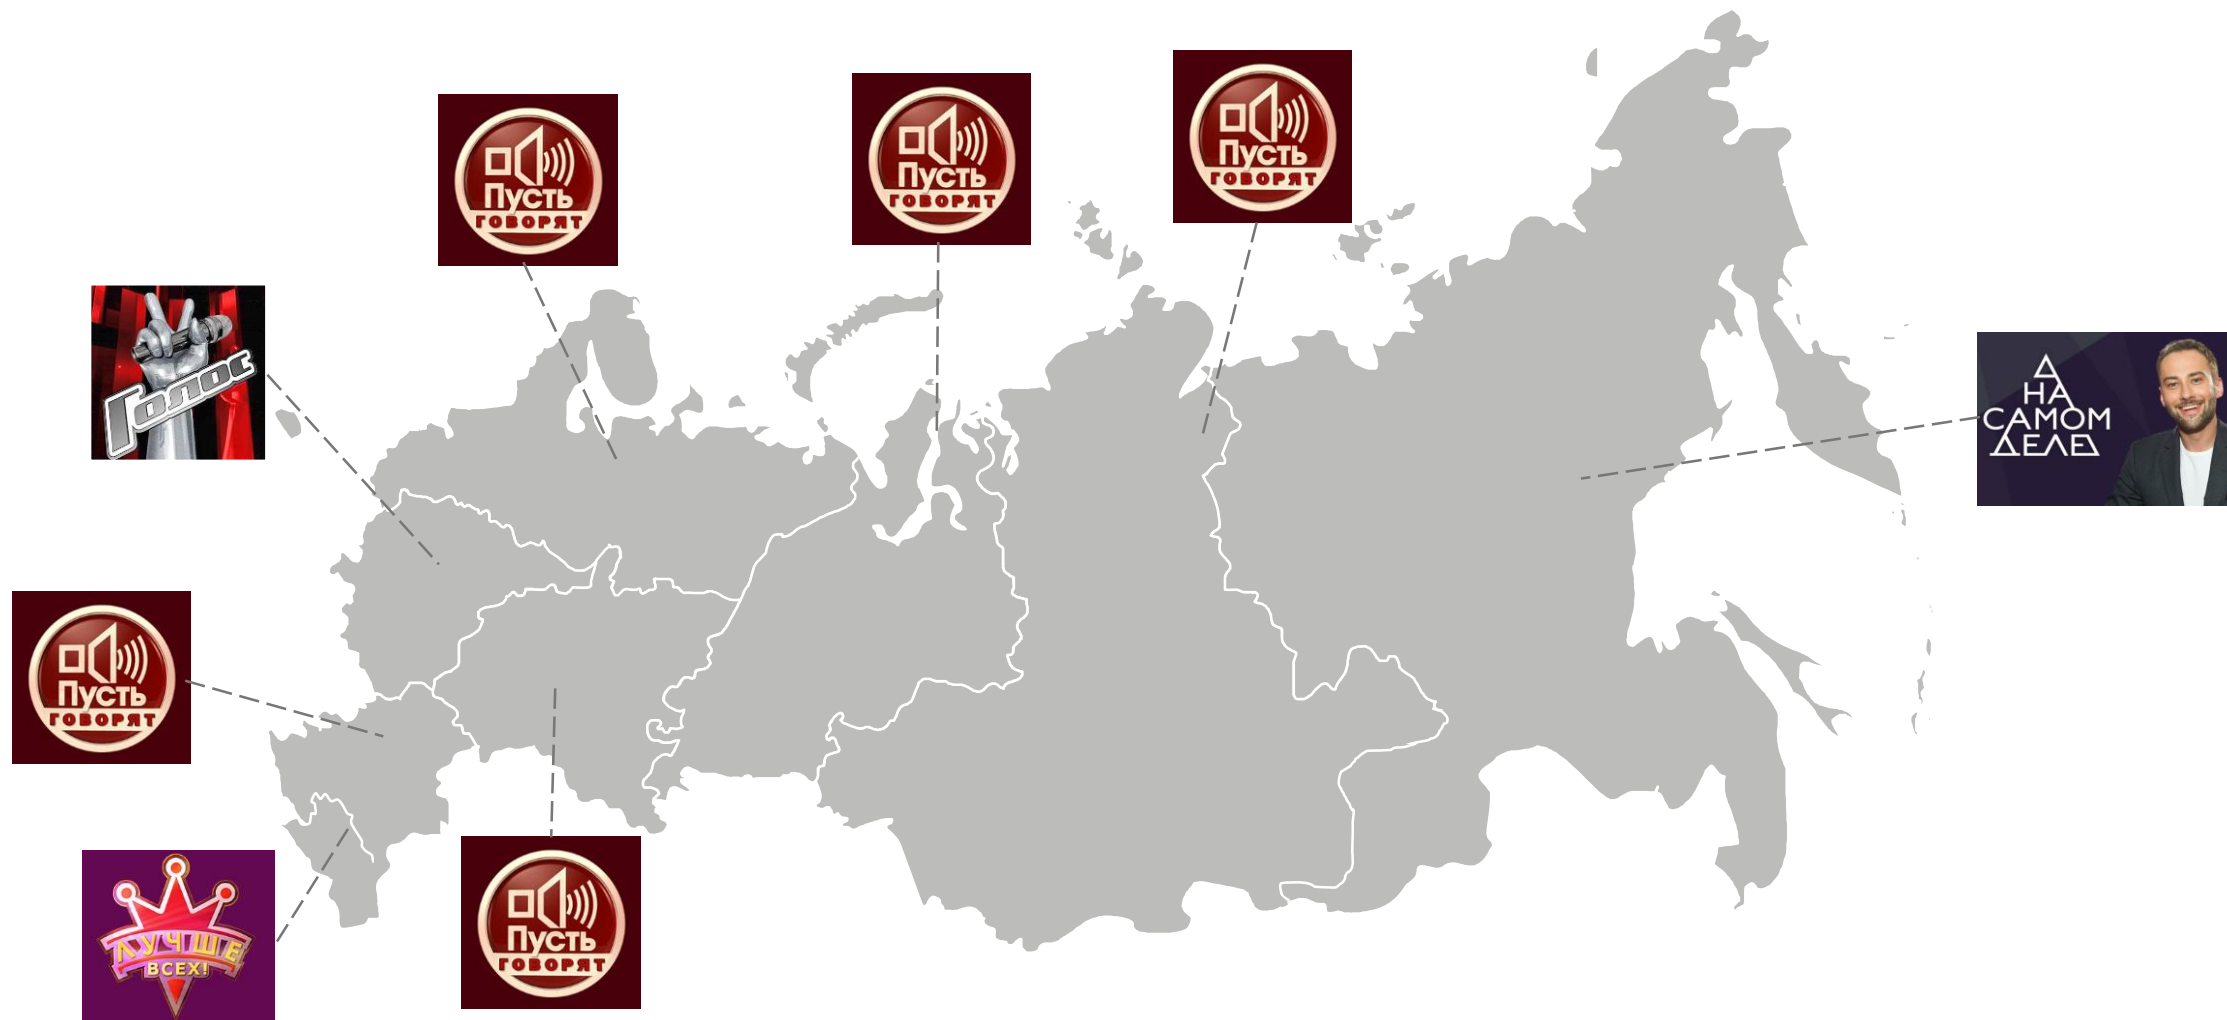 Пусть
ГОВОРЯТ
Пусть
ГОВОРЯТ
Пусть
ГОВОРЯТ
Голос
А
НА
САМОМ
ДЕЛЕ
Пусть
ГОВОРЯТ
ЛУЧШЕ
ВСЕХ!
Пусть
ГОВОРЯТ